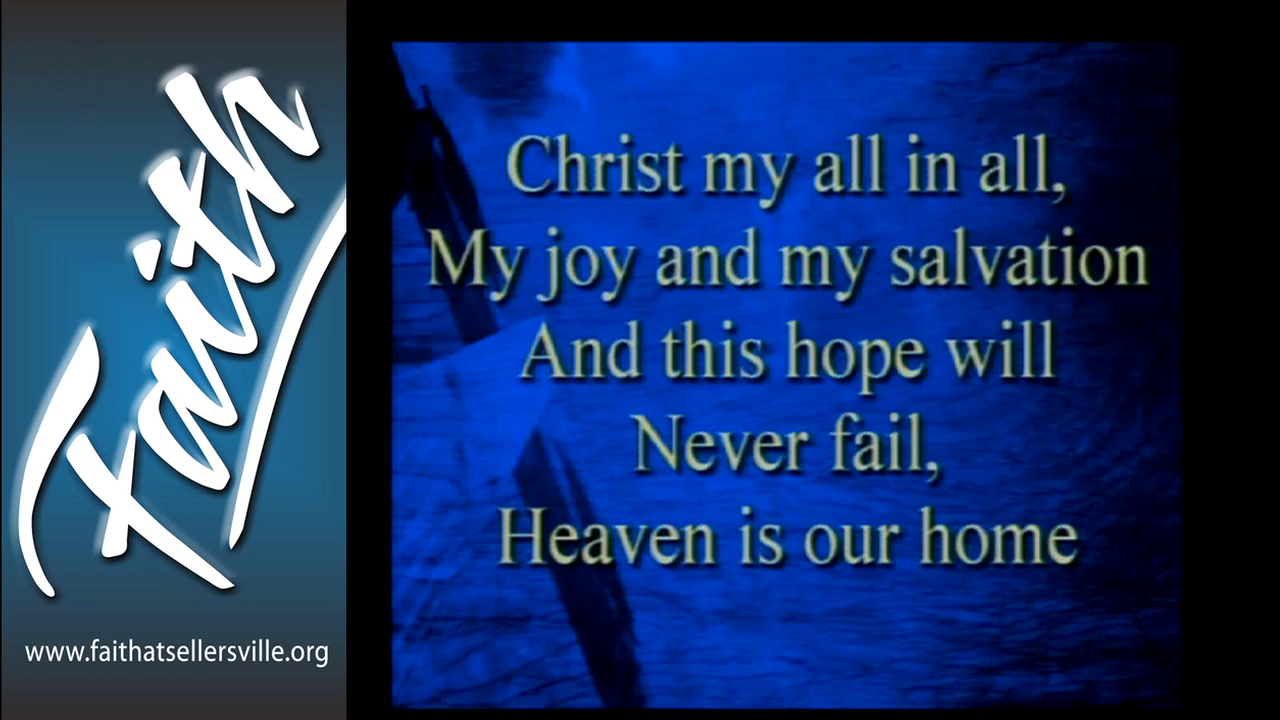 Faith
www.faithatsellersville.org
Christ my all in all,
My joy and my salvation
And this hope will
Never fail,
Heaven is our home